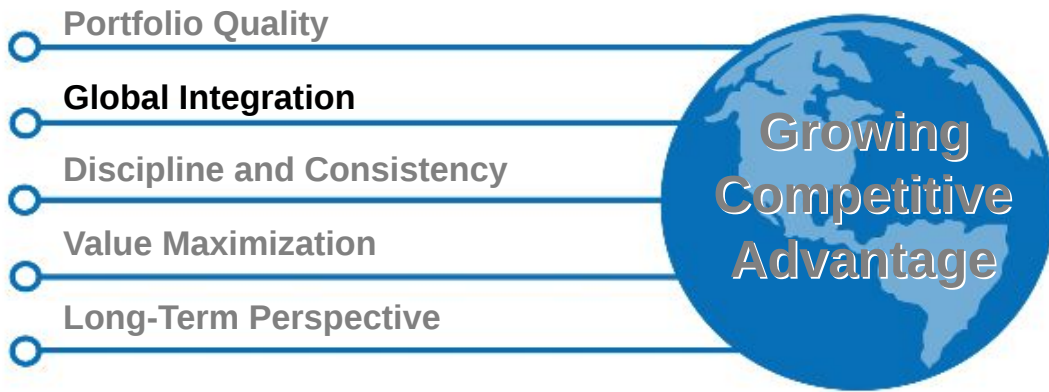 Portfolio Quality
Global Integration
Discipline and Consistency
Value Maximization
Long-Term Perspective
Growing
Competitive
Advantage